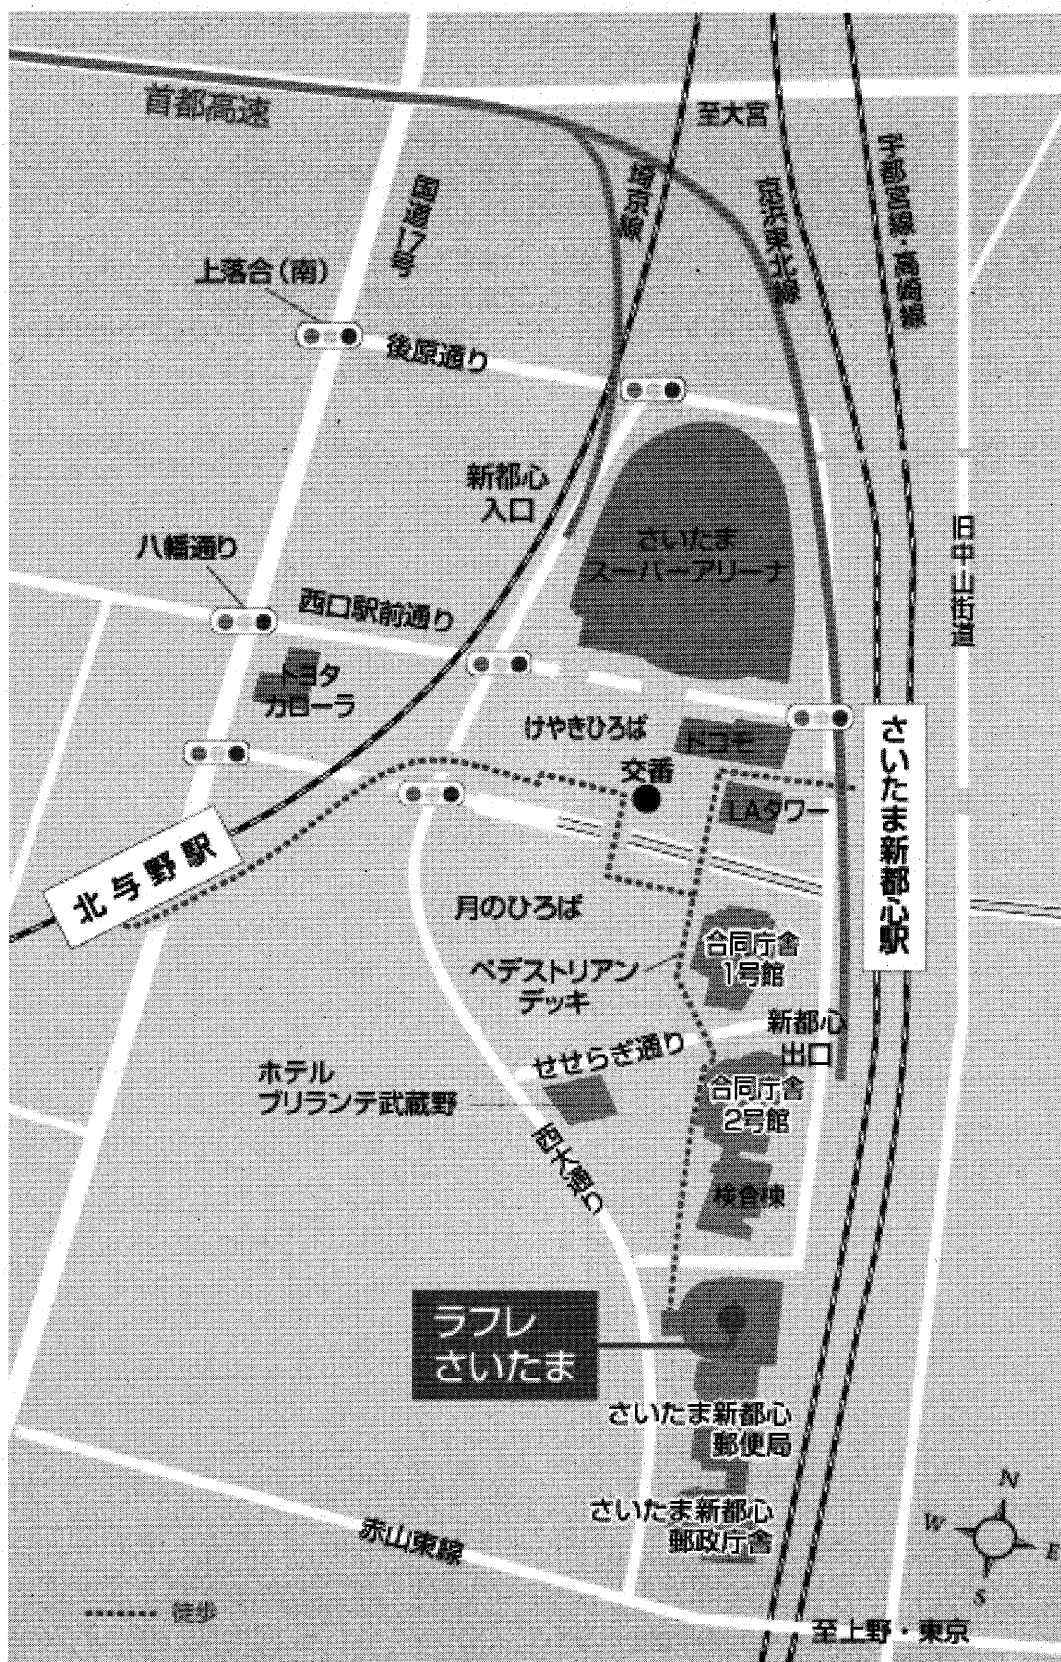 首都高速
至大宮
国道17号
埼京線
京浜東北線
宇都宮線・高崎線
上落合(南)
後原通り
新都心
入口
さいたま
スーパーアリーナ
旧中山街道
八幡通り
西口駅前通り
トヨタ
カローラ
けやきひろば
ドコモ
交番
LAタワー
さいたま新都心駅
北与野駅
月のひろば
合同庁舎
1号館
ペデストリアン
デッキ
新都心
出口
せせらぎ通り
ホテル
ブリランテ武蔵野
合同庁舎
2号館
西大通り
検査棟
ラフレ
さいたま
さいたま新都心
郵便局
さいたま新都心
郵政庁舎
N
W
E
S
赤山東線
徒歩
至上野・東京